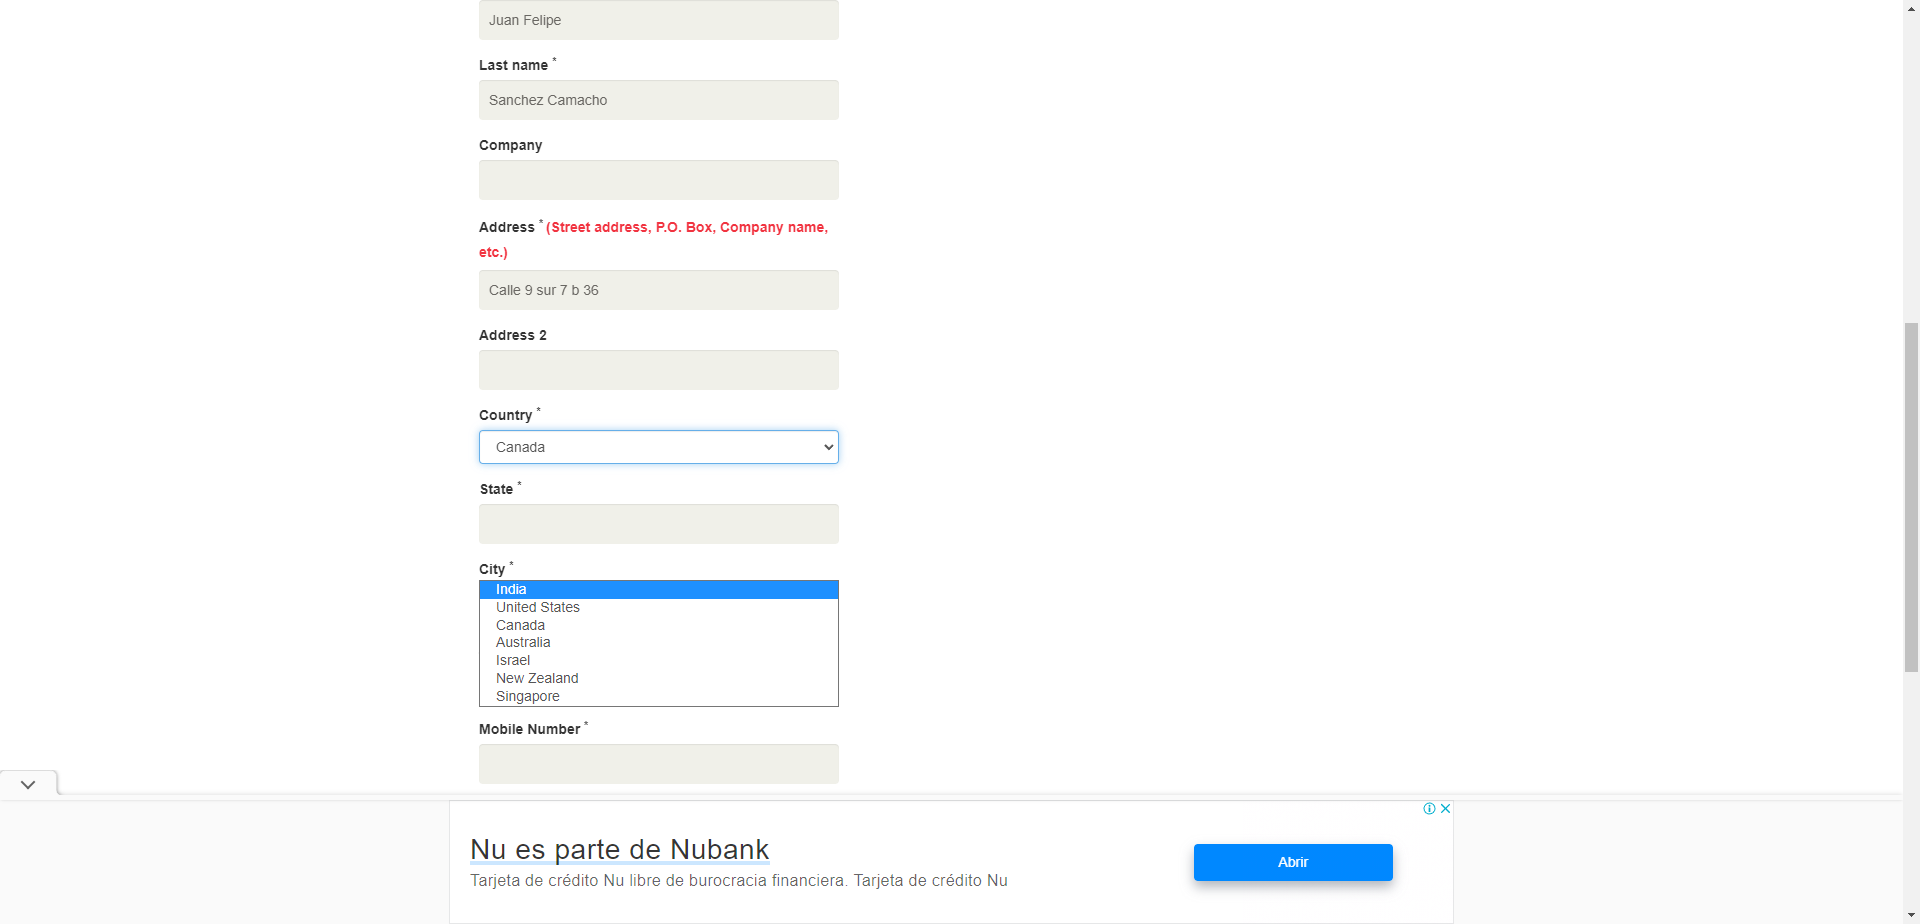 Juan Felipe
Last name *
Sanchez Camacho
Company
Address * (Street address, P.O. Box, Company name,
etc.)
Calle 9 sur 7 b 36
Address 2
Country *
Canada
State *
City *
India
United States
Canada
Australia
Israel
New Zealand
Singapore
Mobile Number *
Nu es parte de Nubank
Tarjeta de crédito Nu libre de burocracia financiera. Tarjeta de crédito Nu
Abrir